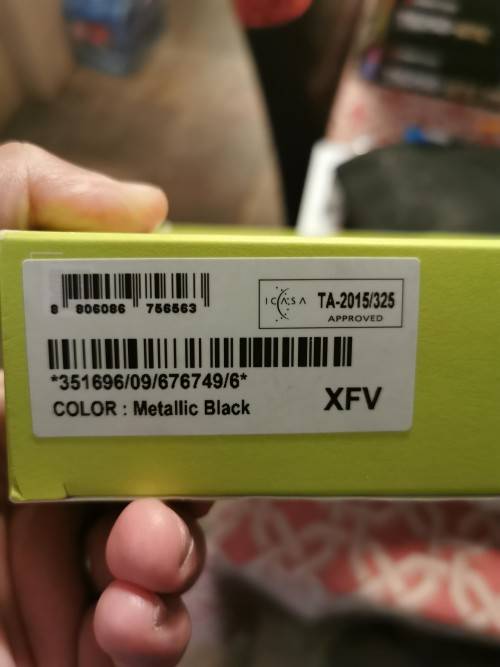 8 806086 756563
ICASA TA-2015/325
APPROVED
*351696/09/676749/6*
COLOR : Metallic Black
XFV